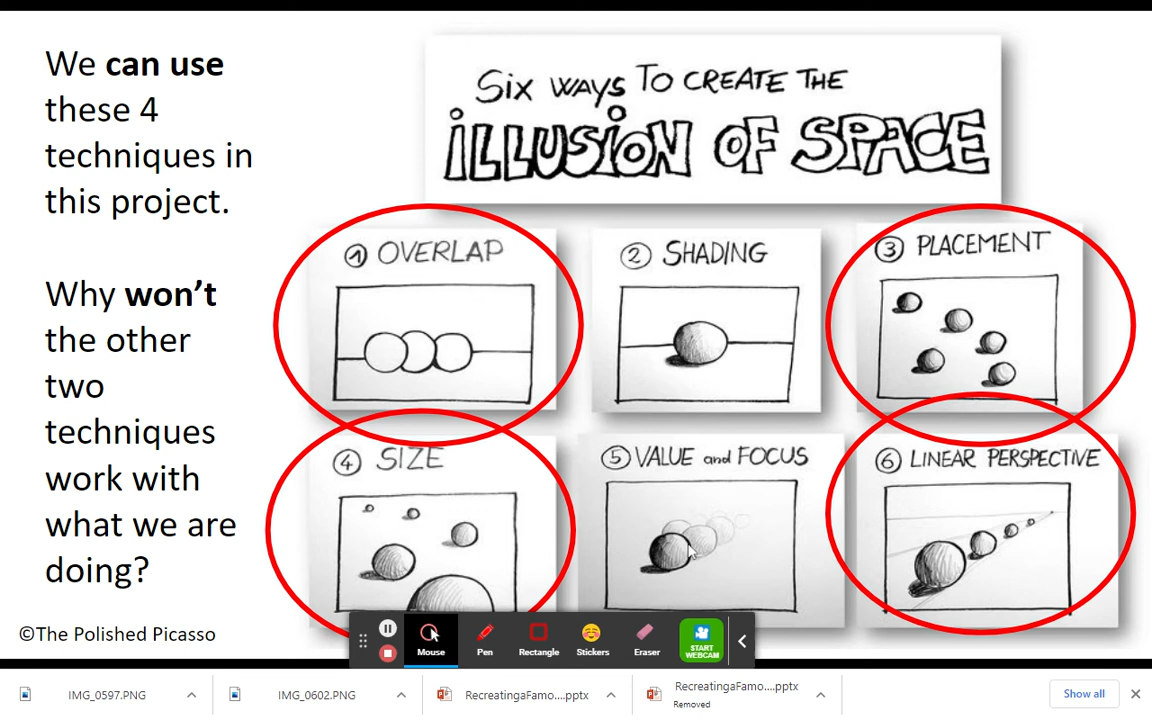 We can use
these 4
techniques in
this project.
Why won't
the other
two
techniques
work with
what we are
doing?
©The Polished Picasso
Six WAYS TO CREATE THE
iLLUSiON OF SPACE
1 OVERLAP
2 SHADING
3 PLACEMENT
4 SIZE
5 VALUE and FOCUS
6 LINEAR PERSPECTIVE
Mouse
Pen
Rectangle
Stickers
Eraser
START
WEBCAM
IMG_0597.PNG
IMG_0602.PNG
RecreatingaFamo....pptx
RecreatingaFamo....pptx
Removed
Show all